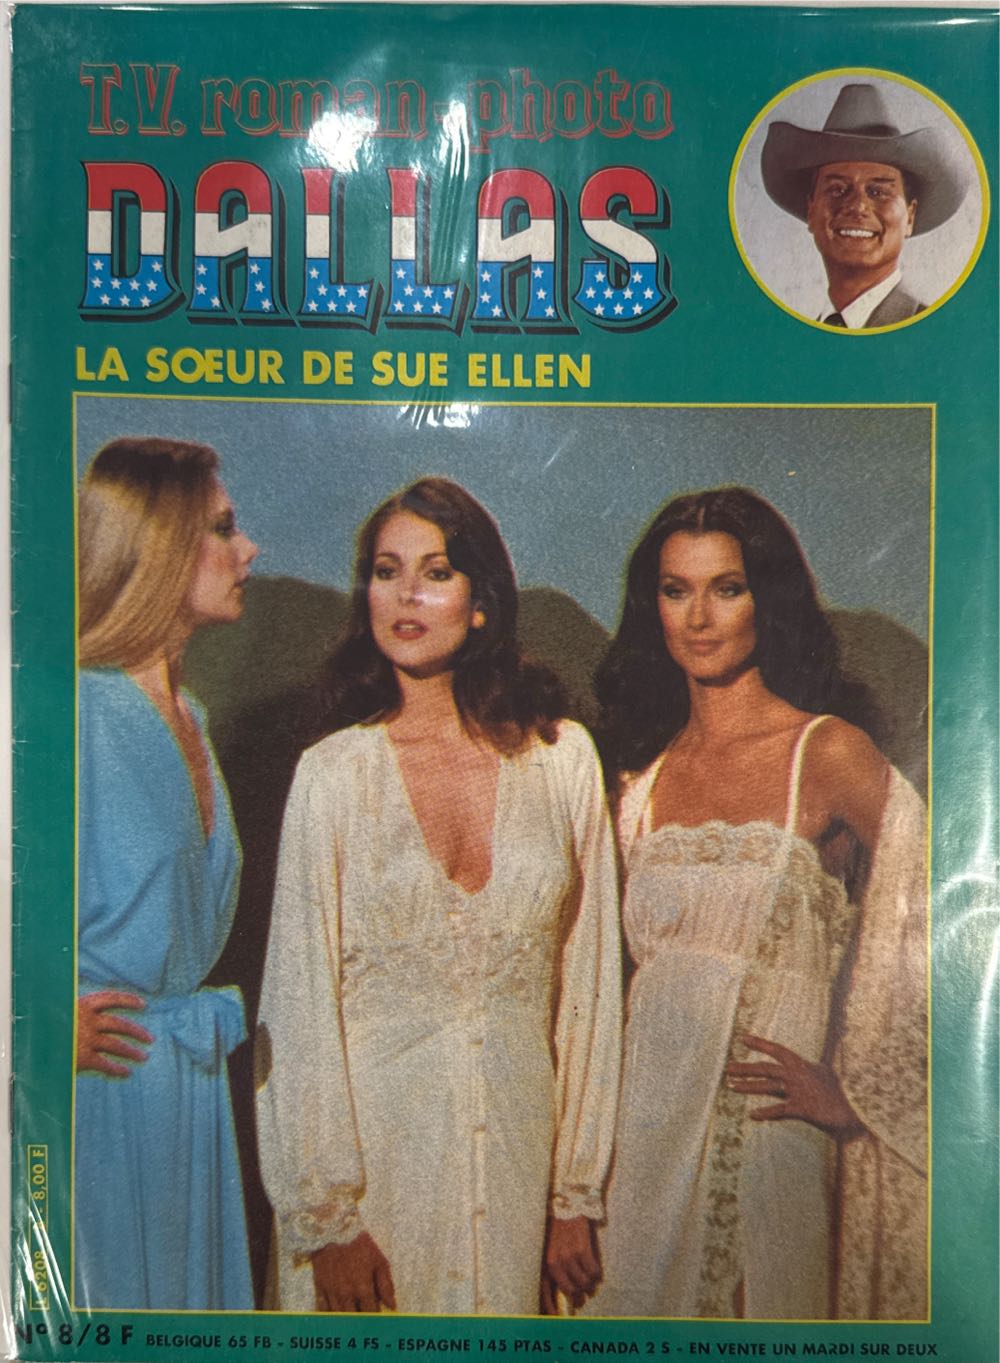 T.V. roman-photo
DALLAS
LA SŒUR DE SUE ELLEN
8,00 F
N° 8/8 F BELGIQUE 65 FB - SUISSE 4 FS - ESPAGNE 145 PTAS - CANADA 2 $ - EN VENTE UN MARDI SUR DEUX